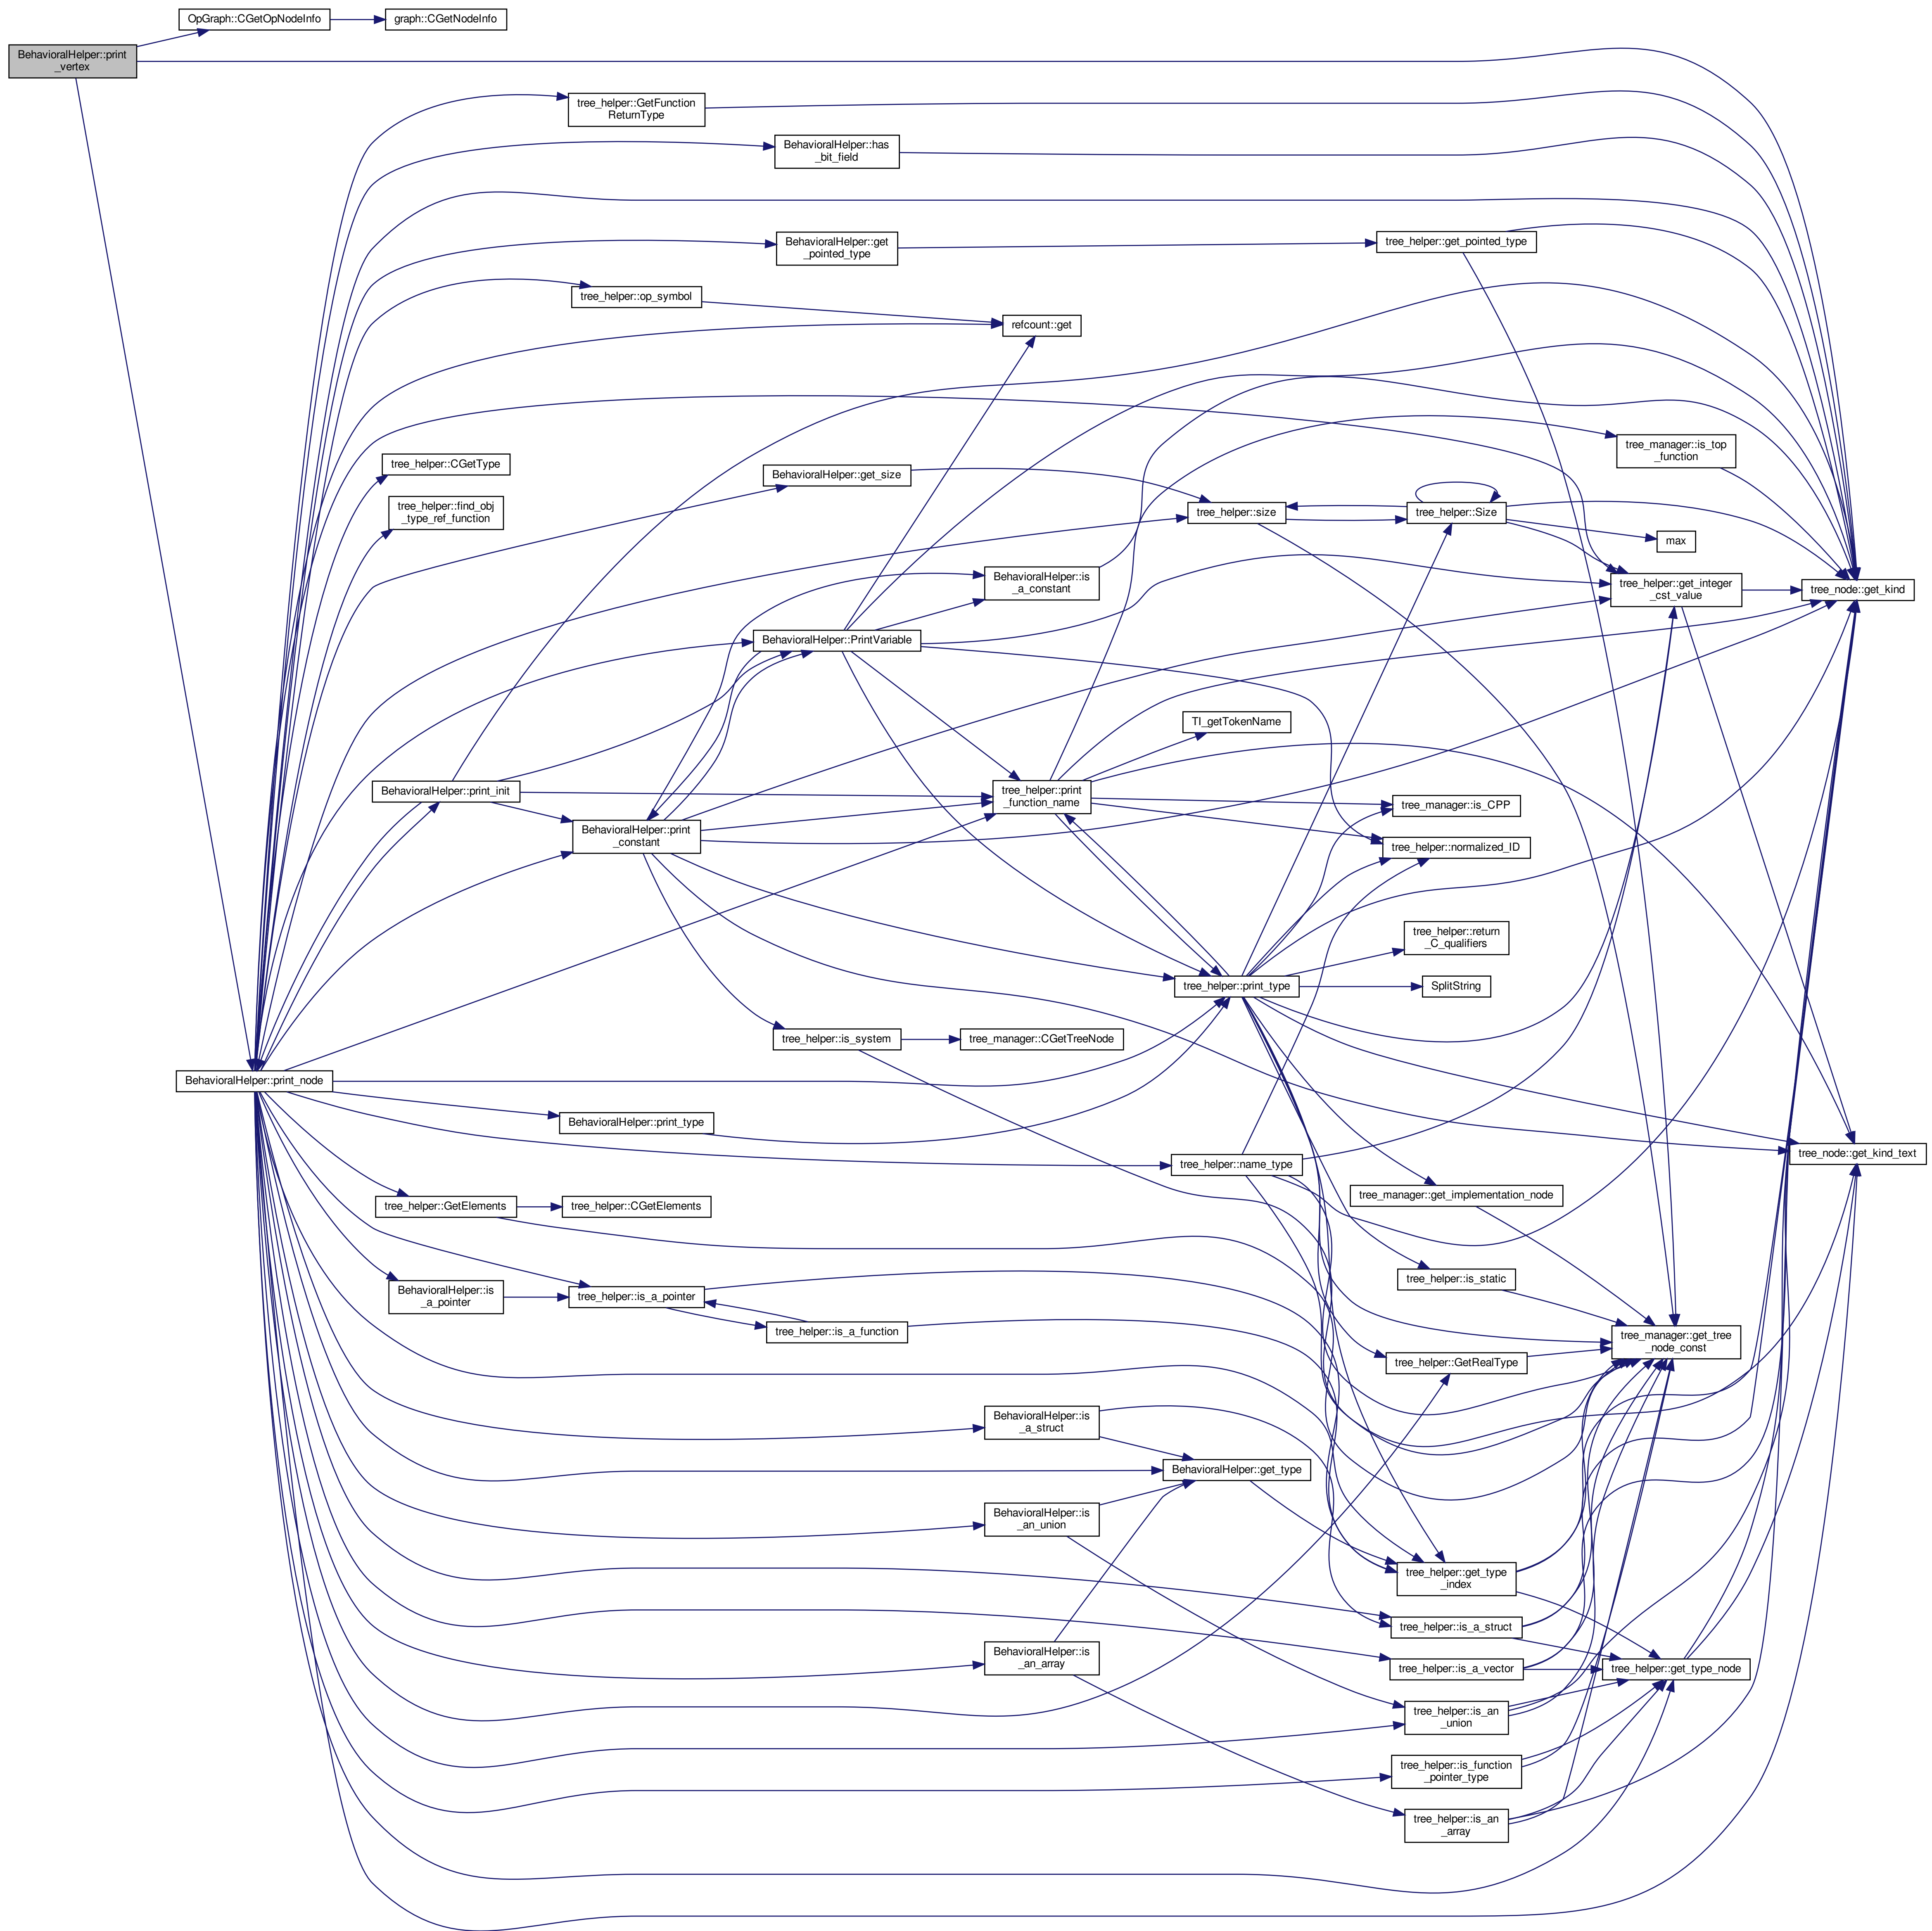 OpGraph::CGetOpNodeInfo
graph::CGetNodeInfo
BehavioralHelper::print
_vertex
tree_helper::GetFunction
ReturnType
BehavioralHelper::has
_bit_field
BehavioralHelper::get
_pointed_type
tree_helper::get_pointed_type
tree_helper::op_symbol
refcount::get
tree_helper::CGetType
BehavioralHelper::get_size
tree_manager::is_top
_function
tree_helper::find_obj
_type_ref_function
tree_helper::size
tree_helper::Size
max
BehavioralHelper::is
_a_constant
tree_helper::get_integer
_cst_value
tree_node::get_kind
BehavioralHelper::PrintVariable
TI_getTokenName
BehavioralHelper::print_init
tree_helper::print
_function_name
tree_manager::is_CPP
BehavioralHelper::print
_constant
tree_helper::normalized_ID
tree_helper::return
_C_qualifiers
tree_helper::print_type
SplitString
tree_helper::is_system
tree_manager::CGetTreeNode
BehavioralHelper::print_node
BehavioralHelper::print_type
tree_node::get_kind_text
tree_helper::name_type
tree_manager::get_implementation_node
tree_helper::GetElements
tree_helper::CGetElements
tree_helper::is_static
BehavioralHelper::is
_a_pointer
tree_helper::is_a_pointer
tree_helper::is_a_function
tree_manager::get_tree
_node_const
tree_helper::GetRealType
BehavioralHelper::is
_a_struct
BehavioralHelper::get_type
BehavioralHelper::is
_an_union
tree_helper::get_type
_index
tree_helper::is_a_struct
BehavioralHelper::is
_an_array
tree_helper::is_a_vector
tree_helper::get_type_node
tree_helper::is_an
_union
tree_helper::is_function
_pointer_type
tree_helper::is_an
_array